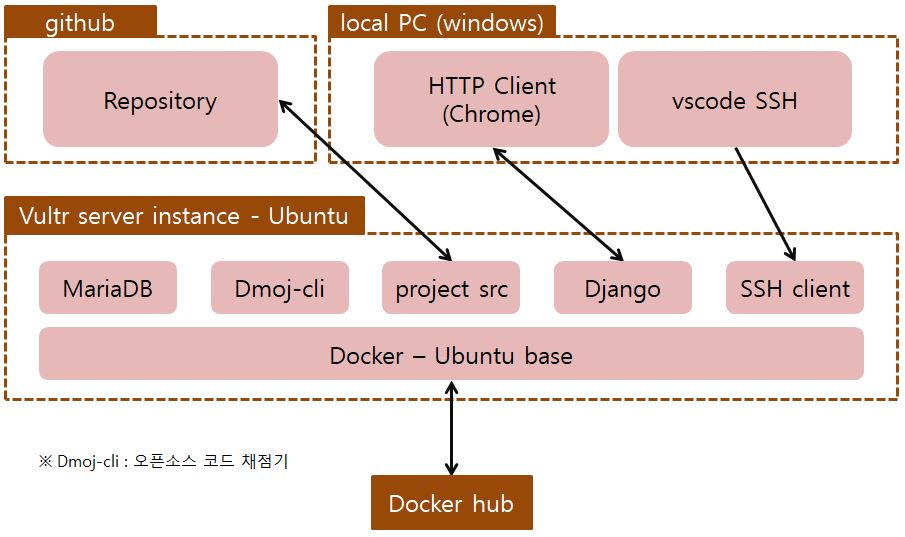 github
local PC (windows)
Repository
HTTP Client
(Chrome)
vscode SSH
Vultr server instance - Ubuntu
MariaDB
Dmoj-cli
project src
Django
SSH client
Docker – Ubuntu base
※ Dmoj-cli : 오픈소스 코드 채점기
Docker hub